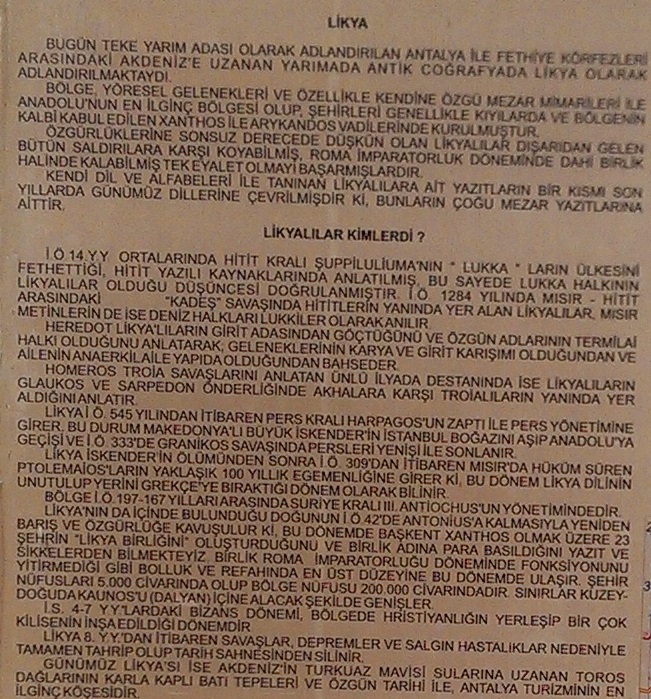 LİKYA
BUGÜN TEKE YARIM ADASI OLARAK ADLANDIRILAN ANTALYA İLE FETHİYE KÖRFEZLERİ
ARASINDAKİ AKDENİZ'E UZANAN YARIMADA ANTİK COĞRAFYADA LİKYA OLARAK
ADLANDIRILMAKTAYDI.
BÖLGE, YÖRESEL GELENEKLERİ VE ÖZELLİKLE KENDİNE ÖZGÜ MEZAR MİMARİLERİ İLE
ANADOLU'NUN EN İLGİNÇ BÖLGESİ OLUP, ŞEHİRLERİ GENELLİKLE KIYILARDA VE BÖLGENİN
KALBİ KABUL EDİLEN XANTHOS İLE ARYKANDOS VADİLERİNDE KURULMUŞTUR.
ÖZGÜRLÜKLERİNE SONSUZ DERECEDE DÜŞKÜN OLAN LİKYALILAR DIŞARIDAN GELEN
BÜTÜN SALDIRILARA KARŞI KOYABİLMİŞ, ROMA İMPARATORLUK DÖNEMİNDE DAHİ BİRLİK
HALİNDE KALABİLMİŞ TEK EYALET OLMAYI BAŞARMIŞLARDIR.
KENDİ DİL VE ALFABELERİ İLE TANINAN LİKYALILARA AİT YAZITLARIN BİR KISMI SON
YILLARDA GÜNÜMÜZ DİLLERİNE ÇEVRİLMİŞDİR Kİ, BUNLARIN ÇOĞU MEZAR YAZITLARINA
AİTTİR.
LİKYALILAR KİMLERDİ ?
İ.Ö 14.Y.Y ORTALARINDA HİTİT KRALI ŞUPPİLULİUMA'NIN " LUKKA " LARIN ÜLKESİNİ
FETHETTİĞİ, HİTİT YAZILI KAYNAKLARINDA ANLATILMIŞ, BU SAYEDE LUKKA HALKININ
LİKYALILAR OLDUĞU DÜŞÜNCESİ DOĞRULANMIŞTIR. İ.Ö. 1284 YILINDA MISIR - HİTİT
ARASINDAKİ "KADEŞ" SAVAŞINDA HİTİTLERİN YANINDA YER ALAN LİKYALILAR, MISIR
METİNLERİN DE İSE DENİZ HALKLARI LUKKİLER OLARAK ANILIR.
HEREDOT LİKYA'LILARIN GİRİT ADASINDAN GÖÇTÜĞÜNÜ VE ÖZGÜN ADLARININ TERMİLAİ
HALKI OLDUĞUNU ANLATARAK; GELENEKLERİNİN KARYA VE GİRİT KARIŞIMI OLDUĞUNDAN VE
AİLENİN ANAERKİLAİLE YAPIDA OLDUĞUNDAN BAHSEDER.
HOMEROS TROİA SAVAŞLARINI ANLATAN ÜNLÜ İLYADA DESTANINDA İSE LİKYALILARIN
GLAUKOS VE SARPEDON ÖNDERLİĞİNDE AKHALARA KARŞI TROİALILARIN YANINDA YER
ALDIĞINI ANLATIR.
LİKYA İ.Ö. 545 YILINDAN İTİBAREN PERS KRALI HARPAGOS'UN ZAPTI İLE PERS YÖNETİMİNE
GİRER, BU DURUM MAKEDONYA'LI BÜYÜK İSKENDER'İN İSTANBUL BOĞAZINI AŞIP ANADOLU'YA
GEÇİŞİ VE İ.Ö. 333'DE GRANİKOS SAVAŞINDA PERSLERİ YENİŞİ İLE SONLANIR.
LİKYA İSKENDER'İN ÖLÜMÜNDEN SONRA İ.Ö. 309'DAN İTİBAREN MISIR'DA HÜKÜM SÜREN
PTOLEMAİOS'LARIN YAKLAŞIK 100 YILLIK EGEMENLİĞİNE GİRER Kİ, BU DÖNEM LİKYA DİLİNİN
UNUTULUP YERİNİ GREKÇE'YE BIRAKTIĞI DÖNEM OLARAK BİLİNİR.
BÖLGE İ.Ö.197-167 YILLARI ARASINDA SURİYE KRALI III. ANTİOCHUS'UN YÖNETİMİNDEDİR.
LİKYA'NIN DA İÇİNDE BULUNDUĞU DOĞUNUN İ.Ö 42'DE ANTONİUS'A KALMASIYLA YENİDEN
BARIŞ VE ÖZGÜRLÜĞE KAVUŞULUR Kİ, BU DÖNEMDE BAŞKENT XANTHOS OLMAK ÜZERE 23
ŞEHRİN "LİKYA BİRLİĞİNİ" OLUŞTURDUĞUNU VE BİRLİK ADINA PARA BASILDIĞINI YAZIT VE
SİKKELERDEN BİLMEKTEYİZ. BİRLİK ROMA İMPARATORLUĞU DÖNEMİNDE FONKSİYONUNU
YİTİRMEDİĞİ GİBİ BOLLUK VE REFAHINDA EN ÜST DÜZEYİNE BU DÖNEMDE ULAŞIR. ŞEHİR
NÜFUSLARI 5.000 CİVARINDA OLUP BÖLGE NÜFUSU 200.000 CİVARINDADIR. SINIRLAR KUZEY-
DOĞUDA KAUNOS'U (DALYAN) İÇİNE ALACAK ŞEKİLDE GENİŞLER.
İ.S. 4-7 YY'LARDAKİ BİZANS DÖNEMİ, BÖLGEDE HRİSTİYANLIĞIN YERLEŞİP BİR ÇOK
KİLİSENİN İNŞA EDİLDİĞİ DÖNEMDİR.
LİKYA 8. Y.Y.'DAN İTİBAREN SAVAŞLAR, DEPREMLER VE SALGIN HASTALIKLAR NEDENİYLE
TAMAMEN TAHRİP OLUP TARİH SAHNESİNDEN SİLİNİR.
GÜNÜMÜZ LİKYA'SI İSE AKDENİZ'İN TURKUAZ MAVİSİ SULARINA UZANAN TOROS
DAĞLARININ KARLA KAPLI BATI TEPELERİ VE ÖZGÜN TARİHİ İLE, ANTALYA TURİZMİNİN EN
İLGİNÇ KÖŞESİDİR.